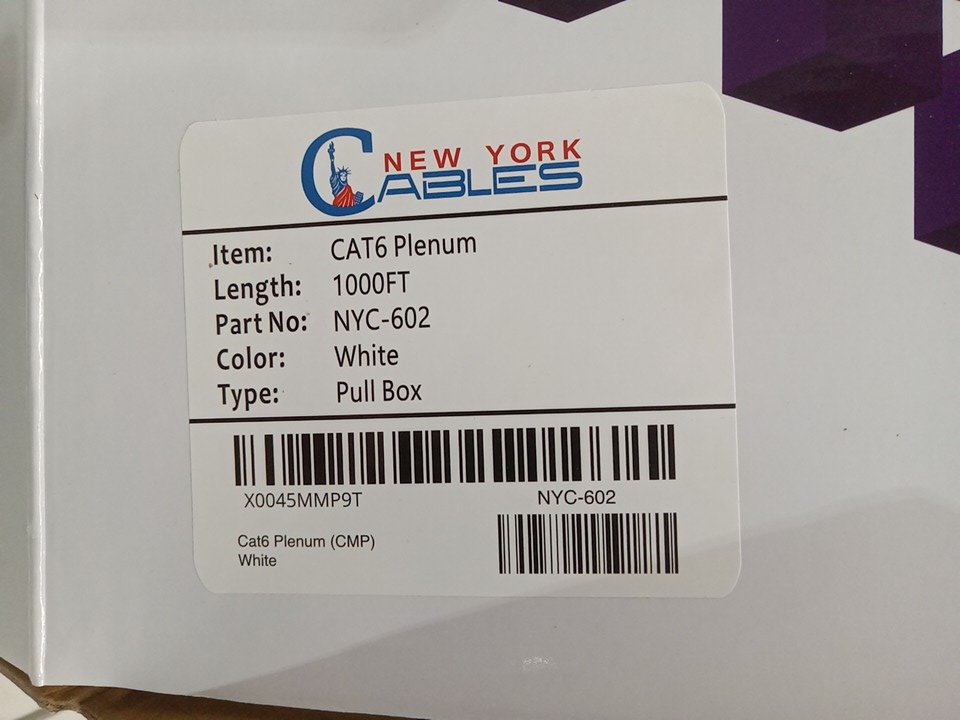 NEW YORK
CABLES
Item: CAT6 Plenum
Length: 1000FT
Part No: NYC-602
Color: White
Type: Pull Box
X0045MMP9T
NYC-602
Cat6 Plenum (CMP)
White